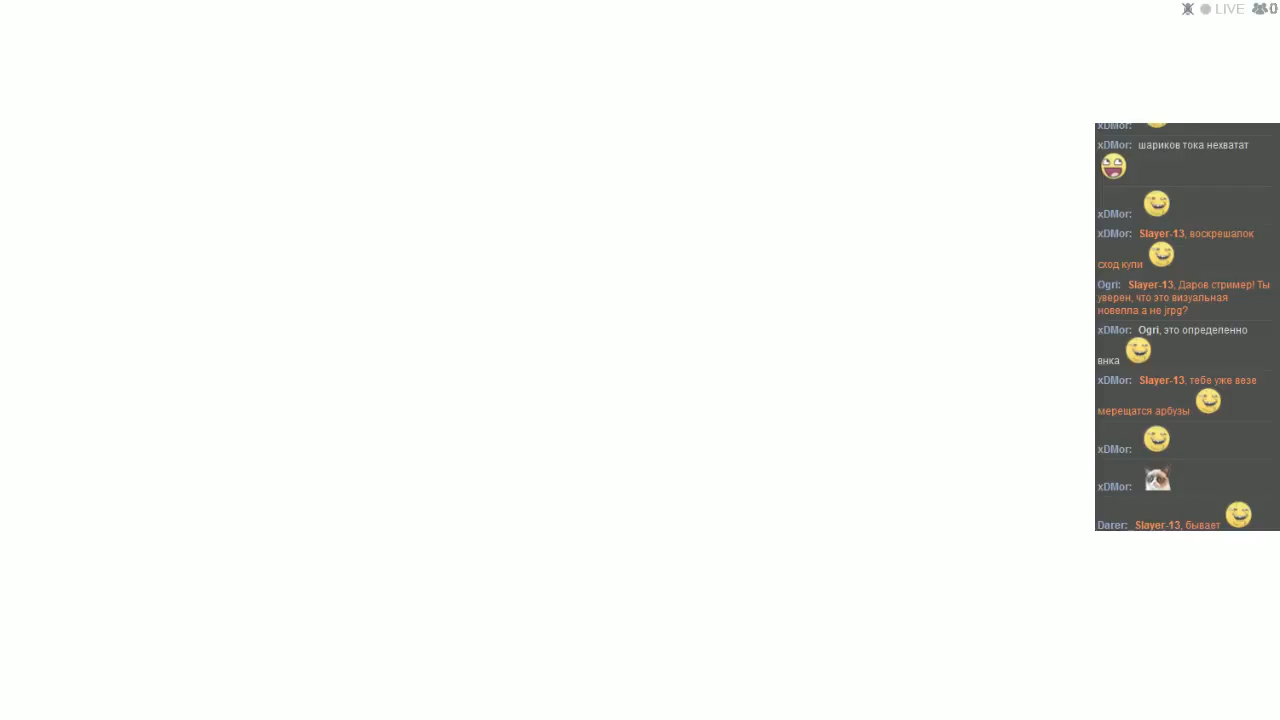 LIVE 0
xDMor:
xDMor: шариков тока нехватат
xDMor:
xDMor: Slayer-13, воскрешалок
сход купи
Ogri: Slayer-13, Даров стример! Ты
уверен, что это визуальная
новелла а не jrpg?
xDMor: Ogri, это определенно
внка
xDMor: Slayer-13, тебе уже везе
мерещатся арбузы
xDMor:
xDMor:
Darer: Slayer-13, бывает